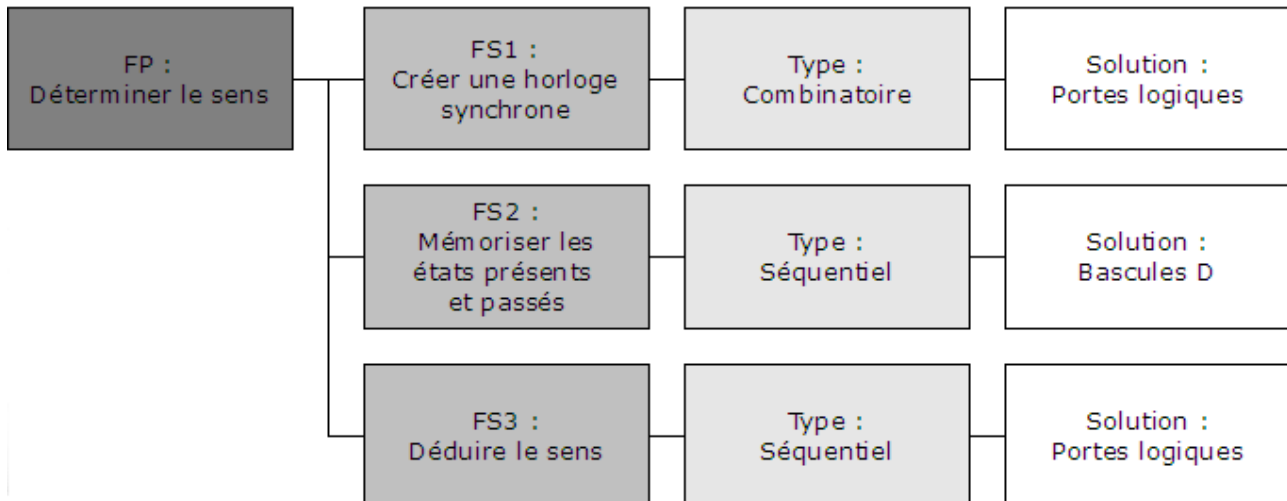 FP :
Déterminer le sens
FS1 :
Créer une horloge
synchrone
Type :
Combinatoire
Solution :
Portes logiques
FS2 :
Mémoriser les
états présents
et passés
Type :
Séquentiel
Solution :
Bascules D
FS3 :
Déduire le sens
Type :
Séquentiel
Solution :
Portes logiques